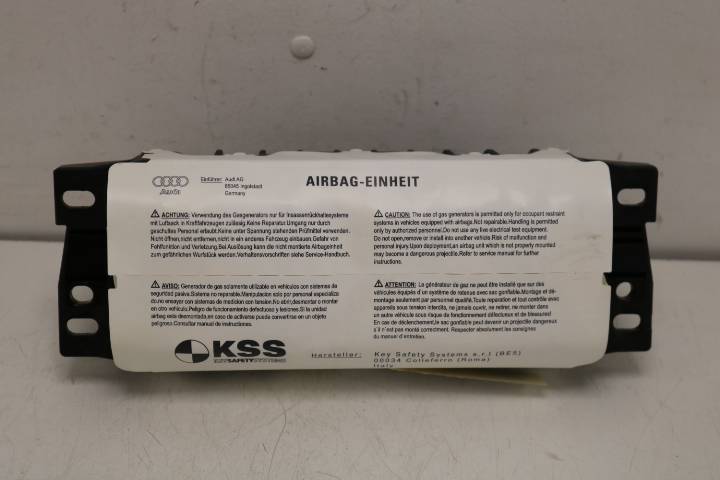 Audi
Einführer: Audi AG
85045 Ingolstadt
Germany
AIRBAG-EINHEIT
ACHTUNG: Verwendung des Gasgenerators nur für Insassenrückhaltesysteme
mit Luftsack in Kraftfahrzeugen zulässig.Keine Reparatur.Umgang nur durch
geschultes Personal erlaubt.Keine unter Spannung stehenden Prüfmittel verwenden.
Nicht öffnen,nicht entfernen,nicht in ein anderes Fahrzeug einbauen.Gefahr von
Fehlfunktion und Verletzung.Bei Auslösung kann die nicht montierte Airbageinheit
zum gefährlichen Wurfstück werden.Verhaltensvorschriften siehe Service-Handbuch.
CAUTION: The use of gas generators is permitted only for occupant restraint
systems in vehicles equipped with airbags.Not repairable.Handling is permitted
only by authorized personnel.Do not use any live electrical test equipment.
Do not open,remove or install into another vehicle.Risk of malfunction and
personal injury.Upon deployment,an airbag unit which is not properly mounted
may become a dangerous projectile.Refer to service manual for further
instructions.
AVISO: Generador de gas solamente utilizable en vehículos con sistemas de
seguridad pasiva.Sistema no reparable.Manipulación solo por personal especializado
do.no ensayar con sistemas de medición con tensión.No abrir,desmontar o montar
en otro vehículo.Peligro de funcionamiento defectuoso y lesiones.Si la unidad
airbag esta desmontada,en caso de activarse puede convertirse en un objeto
peligroso.Consultar manual de instrucciones.
ATTENTION: La générateur de gaz ne peut être installé que sur des
véhicules équipés d'un système de retenue avec sac gonflable.Montage et dé-
montage seulement par personnel qualifié.Toute reparation et tout contrôle avec
appareils sous tension interdits, ne jamais ouvrir, ne retirer, ne monter dans
un autre véhicule sous risque de fonctionnement défectueux et de blessures!
En cas de déclenchement,le sac gonflable peut devenir un projectile dangereux
s il n'est pas monté correctement. Respecter absolument les consignes
du manuel d'entretien.
KSS
KEY SAFETY SYSTEMS
Hersteller: Key Safety Systems s.r.l (BES)
00034 Colleferro (Roma)
Italy